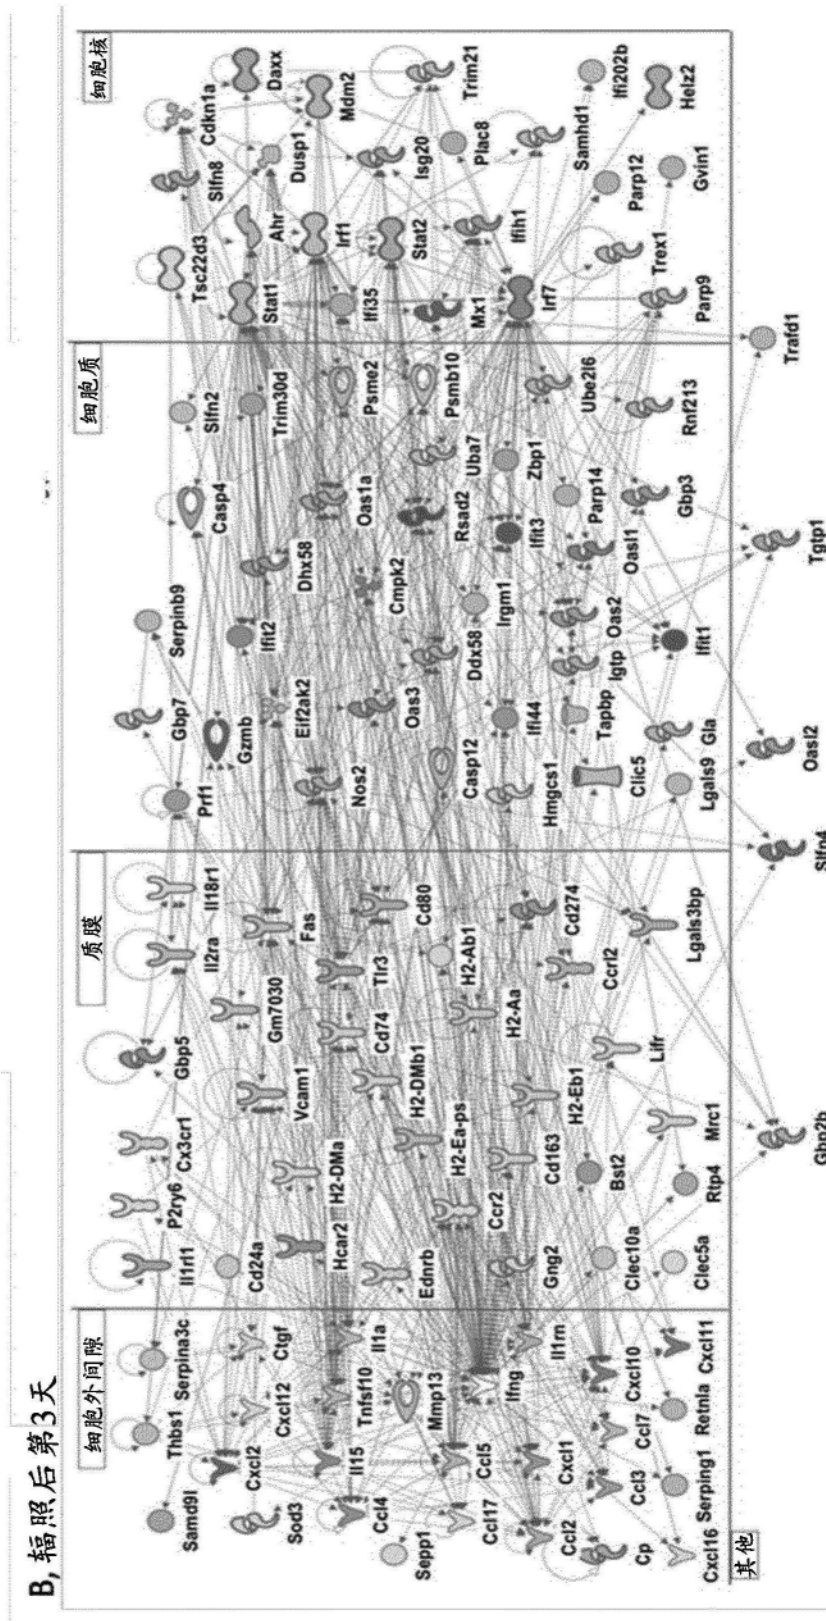 B, 辐照后第3天
细胞外间隙
质膜
细胞质
细胞核
其他
Samd9l
Thbs1
Serpina3c
Cxcl2
Sod3
Cxcl12
Ctgf
Il15
Tnfsf10
Il1a
Ccl4
Mmp13
Sepp1
Ccl5
Ifng
Ccl17
Cxcl1
Il1rn
Ccl2
Ccl3
Cxcl10
Ccl7
Cp
Serping1
Retnla
Cxcl11
Cxcl16
Il1rl1
P2ry6
Cx3cr1
Gbp5
Il2ra
Il18r1
Cd24a
Gm7030
Vcam1
Fas
H2-DMa
Hcar2
Cd74
Tlr3
Cd80
H2-DMb1
Ednrb
H2-Ea-ps
H2-Ab1
Ccr2
H2-Aa
Cd274
Gng2
Cd163
H2-Eb1
Ccrl2
Clec10a
Bst2
Lifr
Lgals3bp
Clec5a
Rtp4
Mrc1
Prf1
Gbp7
Serpinb9
Gzmb
Casp4
Slfn2
Eif2ak2
Ifit2
Dhx58
Trim30d
Nos2
Oas3
Cmpk2
Oas1a
Psme2
Casp12
Ddx58
Rsad2
Uba7
Psmb10
Hmgcs1
Ifi44
Irgm1
Ifit3
Zbp1
Ube2l6
Clic5
Tapbp
Igtp
Oas2
Oasl1
Parp14
Lgals9
Gla
Ifit1
Gbp3
Rnf213
Tsc22d3
Slfn8
Cdkn1a
Stat1
Ahr
Dusp1
Daxx
Ifi35
Irf1
Mdm2
Mx1
Stat2
Isg20
Trim21
Irf7
Ifih1
Plac8
Samhd1
Trex1
Parp12
Ifi202b
Parp9
Gvin1
Helz2
Gbp2b
Slfn4
Oasl2
Tgtp1
Trafd1